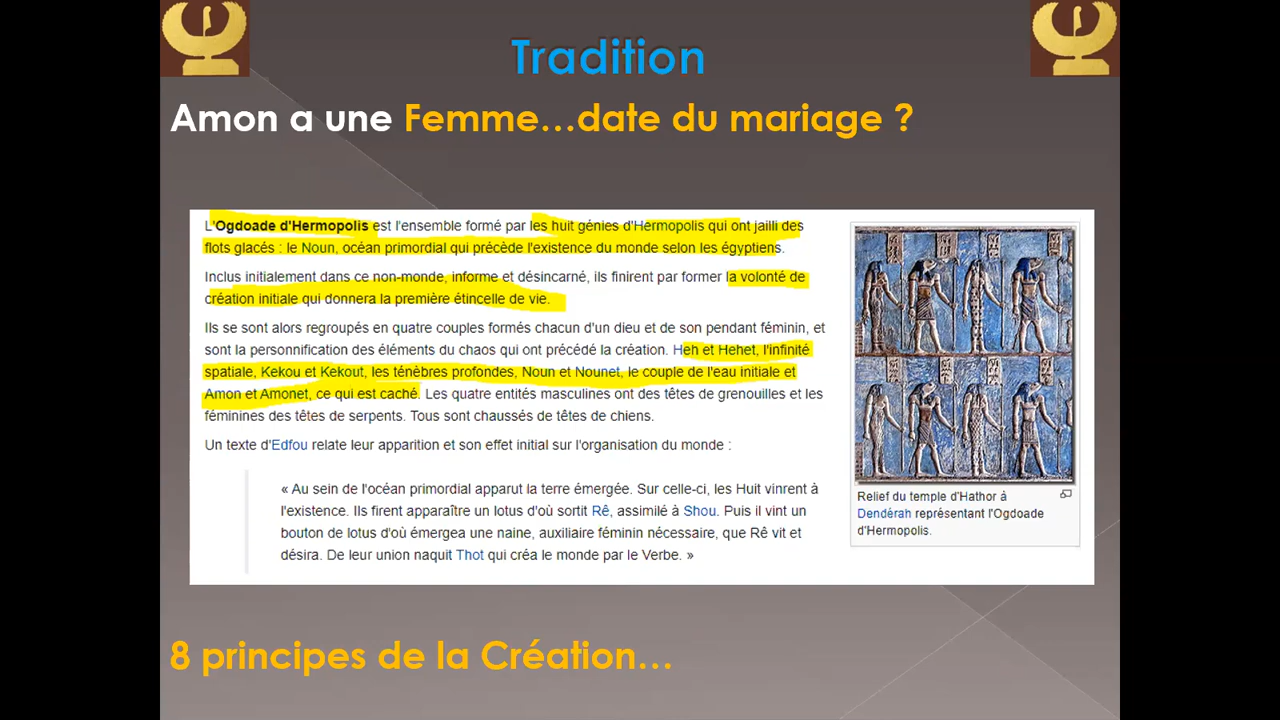 Tradition
Amon a une Femme...date du mariage ?
L'Ogdoade d'Hermopolis est l'ensemble formé par les huit génies d'Hermopolis qui ont jailli des
flots glacés : le Noun, océan primordial qui précède l'existence du monde selon les égyptiens.
Inclus initialement dans ce non-monde, informe et désincarné, ils finirent par former la volonté de
création initiale qui donnera la première étincelle de vie.
Ils se sont alors regroupés en quatre couples formés chacun d'un dieu et de son pendant féminin, et
sont la personnification des éléments du chaos qui ont précédé la création. Heh et Hehet, l'infinité
spatiale, Kekou et Kekout, les ténèbres profondes, Noun et Nounet, le couple de l'eau initiale et
Amon et Amonet, ce qui est caché. Les quatre entités masculines ont des têtes de grenouilles et les
féminines des têtes de serpents. Tous sont chaussés de têtes de chiens.
Un texte d'Edfou relate leur apparition et son effet initial sur l'organisation du monde :
« Au sein de l'océan primordial apparut la terre émergée. Sur celle-ci, les Huit vinrent à
l'existence. Ils firent apparaître un lotus d'où sortit Rê, assimilé à Shou. Puis il vint un
bouton de lotus d'où émergea une naine, auxiliaire féminin nécessaire, que Rê vit et
désira. De leur union naquit Thot qui créa le monde par le Verbe. »
Relief du temple d'Hathor à
Dendérah représentant l'Ogdoade
d'Hermopolis.
8 principes de la Création...